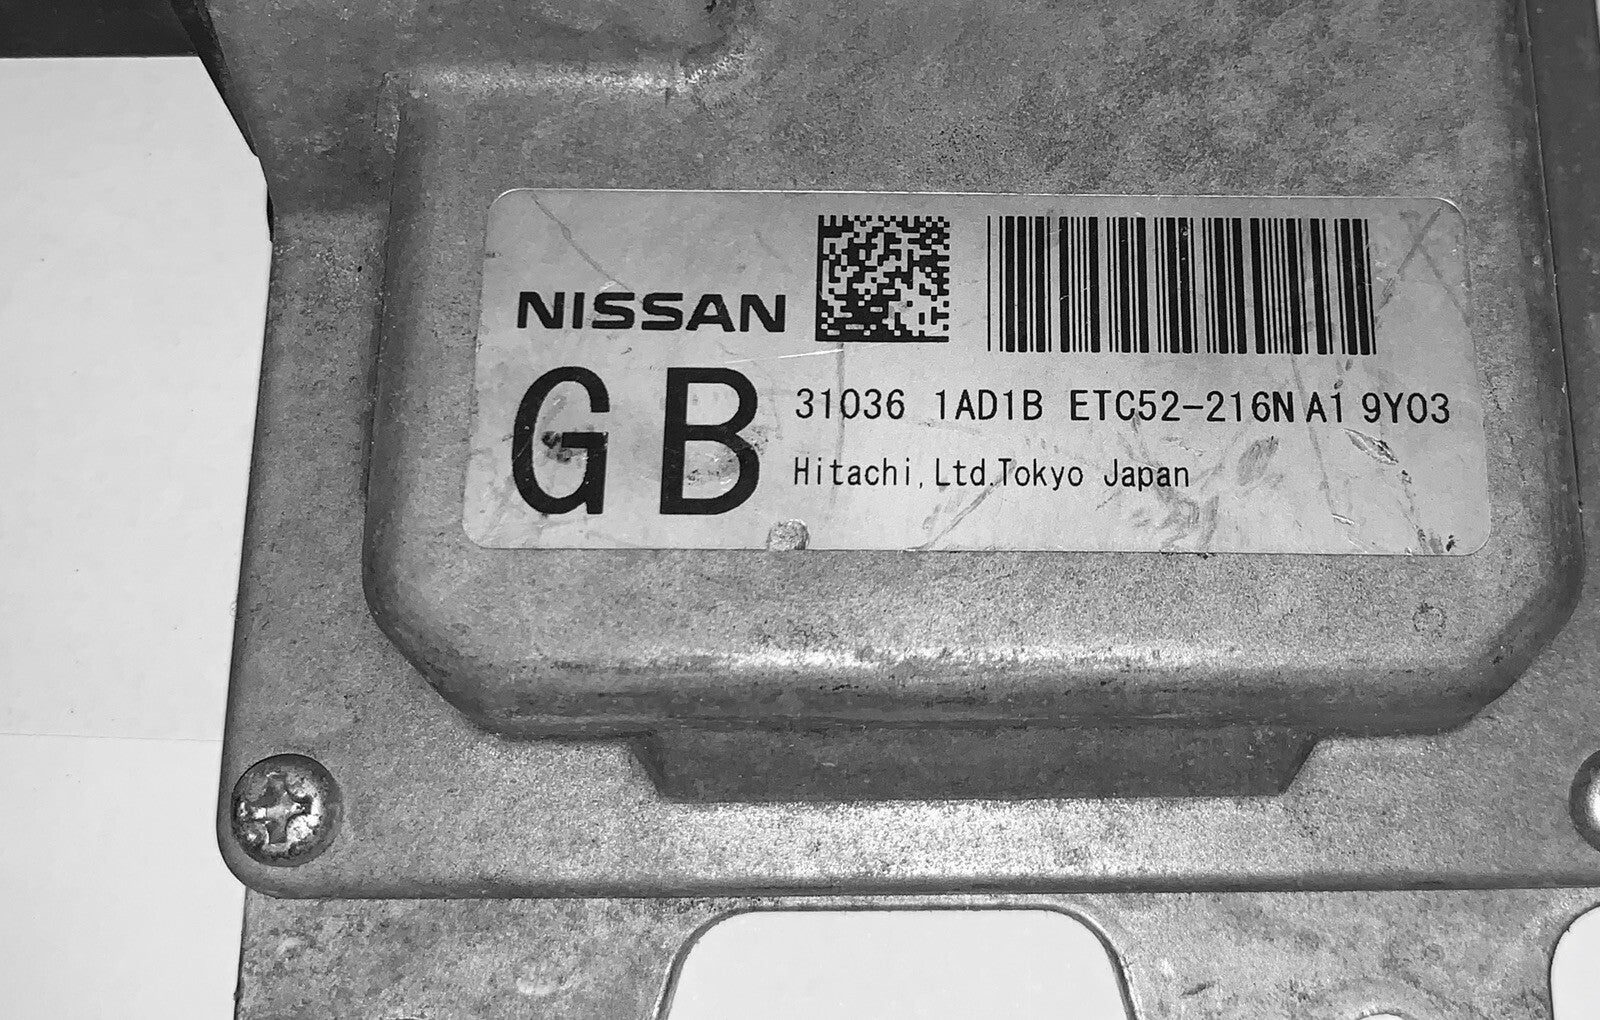 NISSAN
GB
31036 1AD1B ETC52-216N A1 9Y03
Hitachi, Ltd.Tokyo Japan